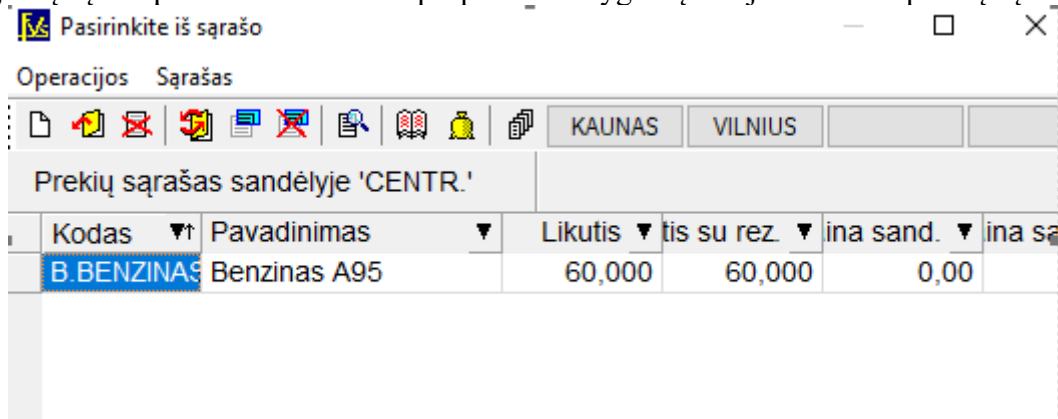 Pasirinkite iš sąrašo
Operacijos Sąrašas
KAUNAS VILNIUS
Prekių sąrašas sandėlyje 'CENTR.'
Kodas Pavadinimas Likutis tis su rez. ina sand. ina sa
B.BENZINAS Benzinas A95 60,000 60,000 0,00